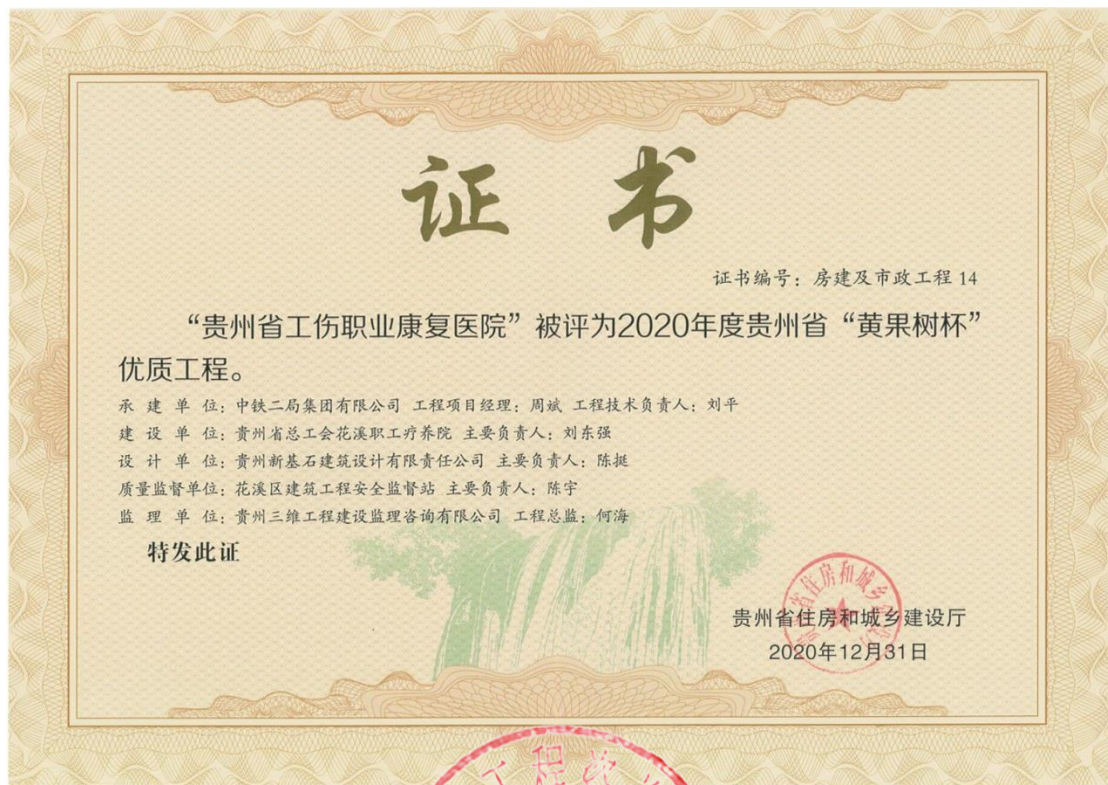 证 书
证书编号：房建及市政工程 14
“贵州省工伤职业康复医院”被评为2020年度贵州省“黄果树杯”
优质工程。
承建单位：中铁二局集团有限公司 工程项目经理：周斌 工程技术负责人：刘平
建设单位：贵州省总工会花溪职工疗养院 主要负责人：刘东强
设计单位：贵州新基石建筑设计有限责任公司 主要负责人：陈挺
质量监督单位：花溪区建筑工程安全监督站 主要负责人：陈宇
监理单位：贵州三维工程建设监理咨询有限公司 工程总监：何海
特发此证
贵州省住房和城乡建设厅
2020年12月31日
工程